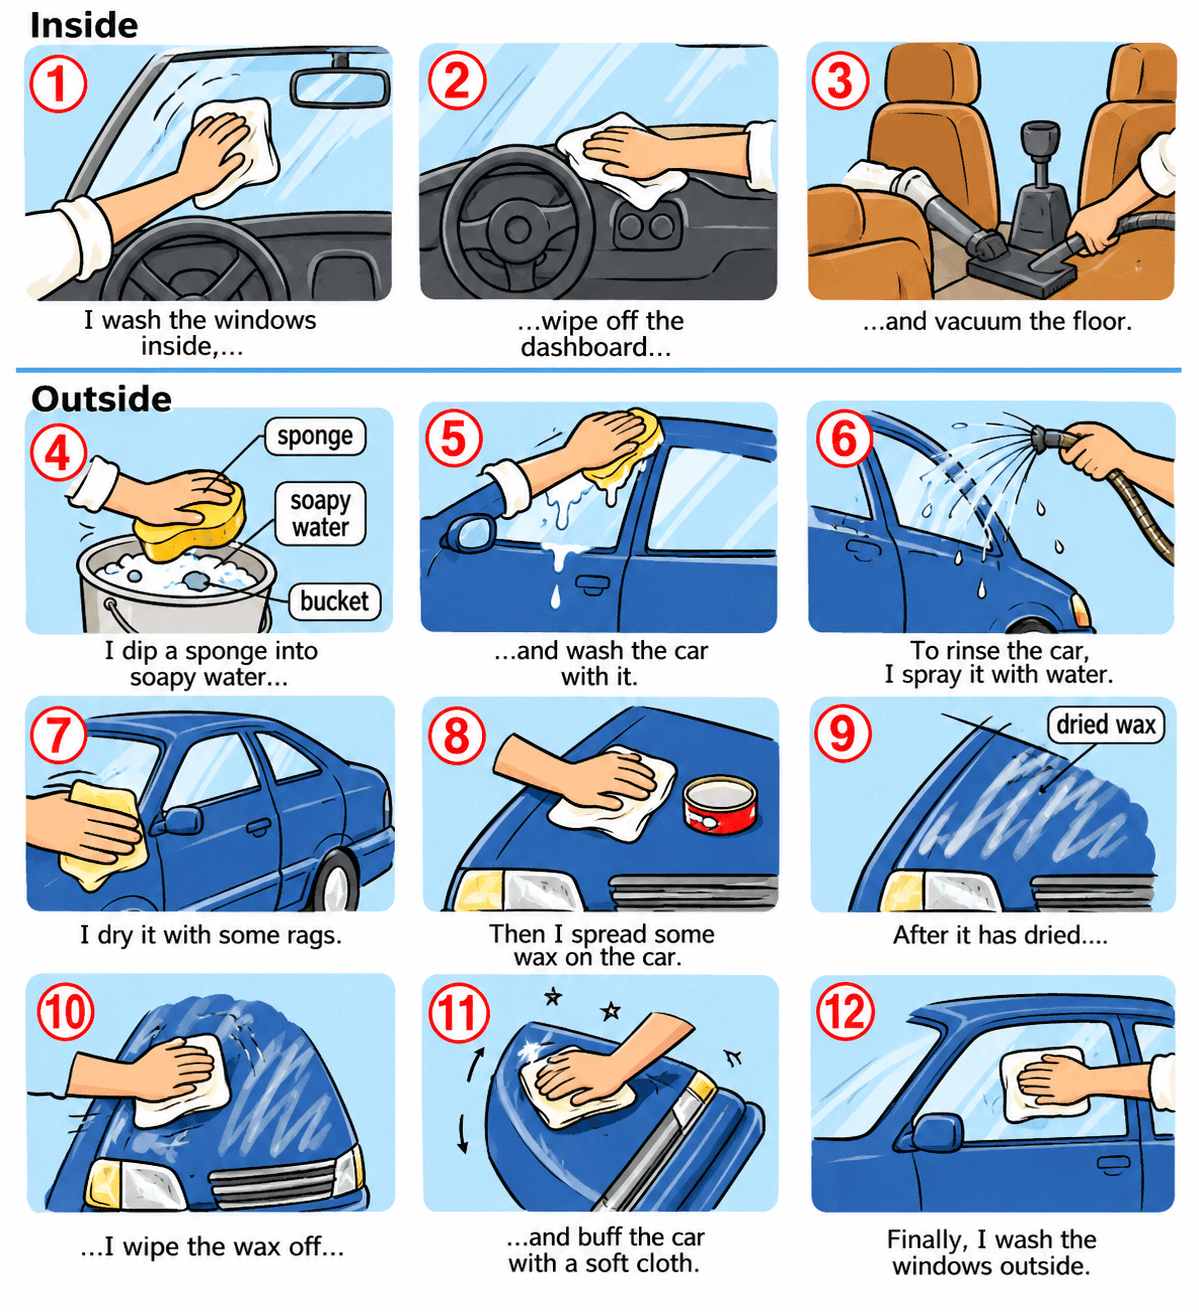 Inside
1
2
3
I wash the windows
inside,...
...wipe off the
dashboard...
...and vacuum the floor.
Outside
4
sponge
soapy
water
bucket
5
6
I dip a sponge into
soapy water...
...and wash the car
with it.
To rinse the car,
I spray it with water.
7
8
9
dried wax
I dry it with some rags.
Then I spread some
wax on the car.
After it has dried....
10
11
12
...I wipe the wax off...
...and buff the car
with a soft cloth.
Finally, I wash the
windows outside.